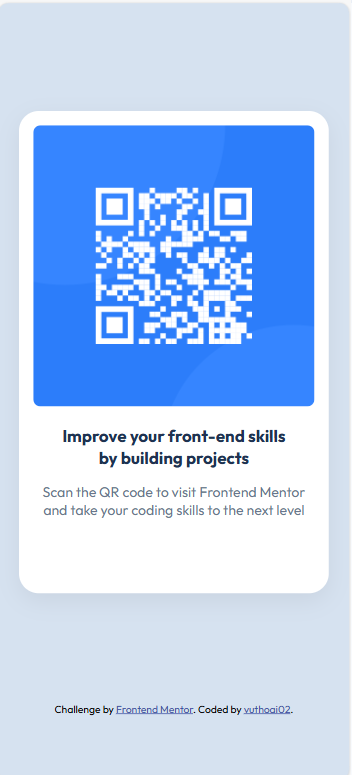 Improve your front-end skills
by building projects
Scan the QR code to visit Frontend Mentor
and take your coding skills to the next level
Challenge by Frontend Mentor. Coded by vuthoai02.